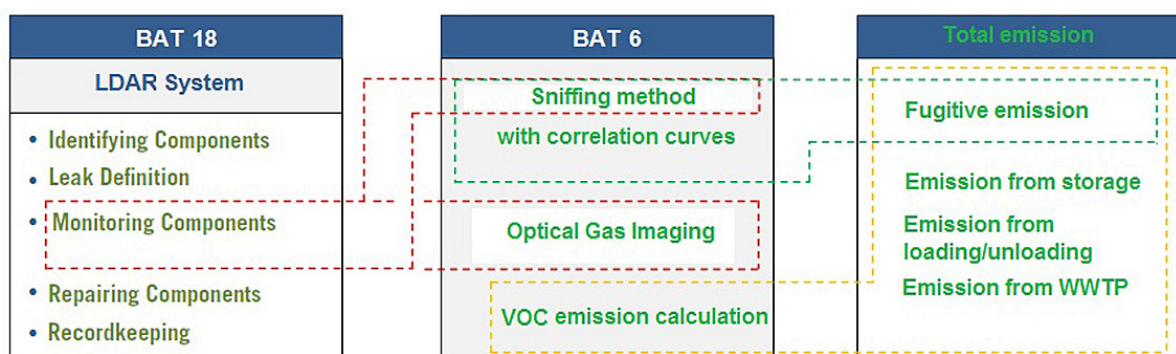 BAT 18
LDAR System
• Identifying Components
• Leak Definition
• Monitoring Components
• Repairing Components
• Recordkeeping
BAT 6
Sniffing method
with correlation curves
Optical Gas Imaging
VOC emission calculation
Total emission
Fugitive emission
Emission from storage
Emission from
loading/unloading
Emission from WWTP